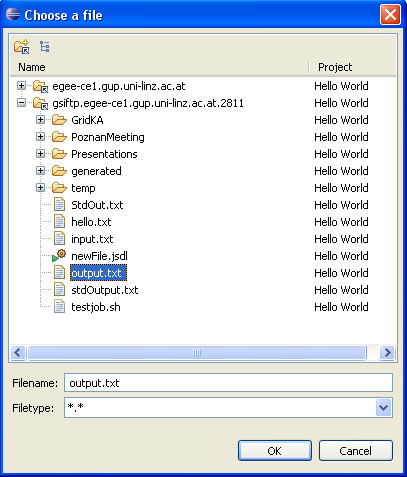 Choose a file
Name Project
egee-ce1.gup.uni-linz.ac.at Hello World
gsiftp.egee-ce1.gup.uni-linz.ac.at.2811 Hello World
GridKA Hello World
PoznanMeeting Hello World
Presentations Hello World
generated Hello World
temp Hello World
StdOut.txt Hello World
hello.txt Hello World
input.txt Hello World
newFile.jsdl Hello World
output.txt Hello World
stdOutput.txt Hello World
testjob.sh Hello World
Filename: output.txt
Filetype: *.*
OK Cancel